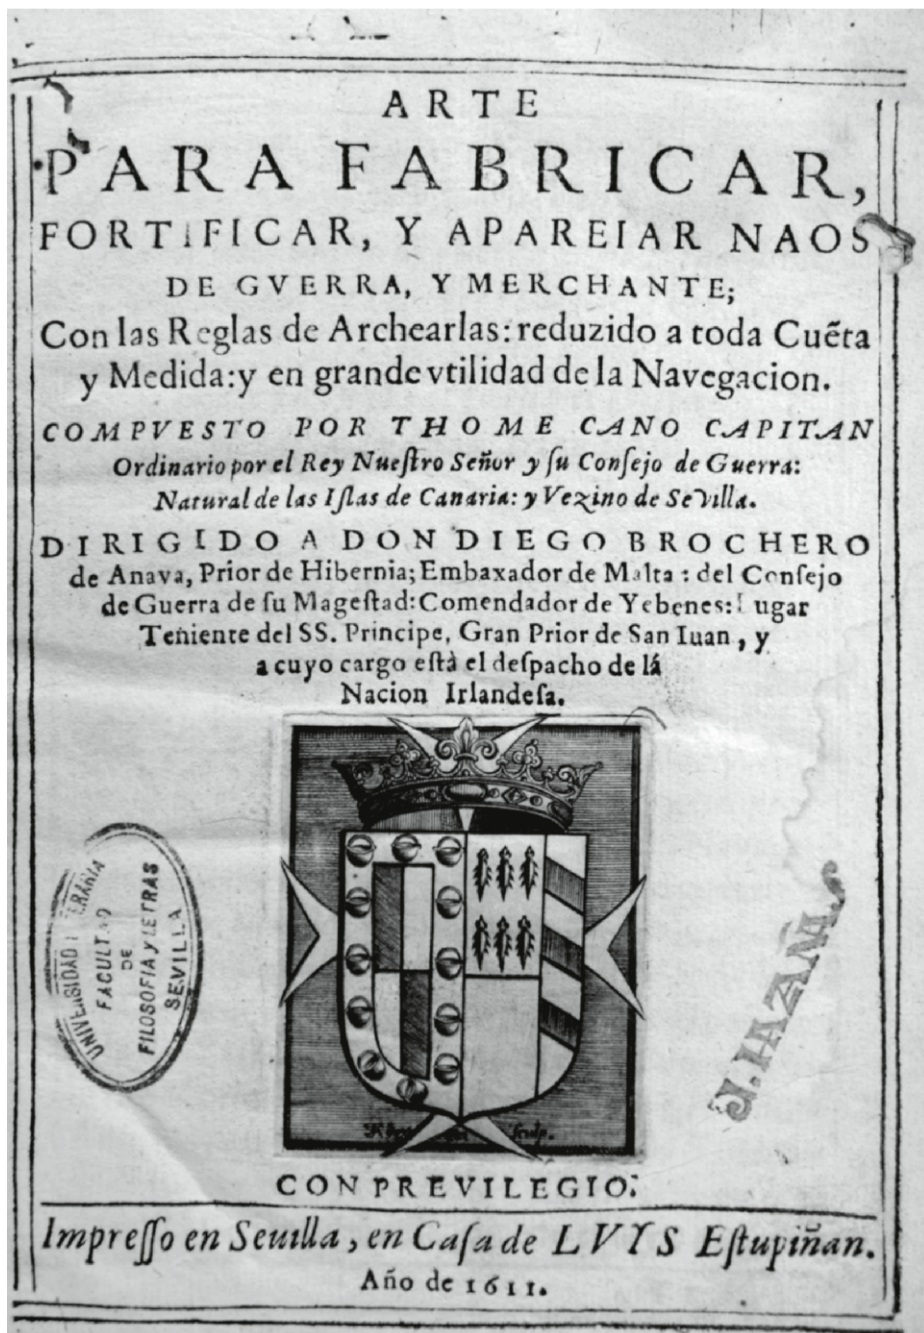 ARTE
PARA FABRICAR,
FORTIFICAR, Y APAREIAR NAOS
DE GVERRA, Y MERCHANTE;
Con las Reglas de Archearlas: reduzido a toda Cuẽta
y Medida: y en grande vtilidad de la Navegacion.
COMPVESTO POR THOME CANO CAPITAN
Ordinario por el Rey Nueſtro Señor y ſu Conſejo de Guerra:
Natural de las Iſlas de Canaria: y Vezino de Sevilla.
DIRIGIDO A DON DIEGO BROCHERO
de Anaya, Prior de Hibernia; Embaxador de Malta: del Conſejo
de Guerra de ſu Mageſtad: Comendador de Yebenes: Lugar
Teniente del SS. Principe, Gran Prior de San Iuan, y
a cuyo cargo eſtà el deſpacho de lá
Nacion Irlandeſa.
UNIVERSIDAD LITERARIA
FACULTAD
DE
FILOSOFIA Y LETRAS
SEVILLA
ſculp.
CON PREVILEGIO.
Impreſſo en Seuilla, en Caſa de LVYS Eſtupiñan.
Año de 1611.